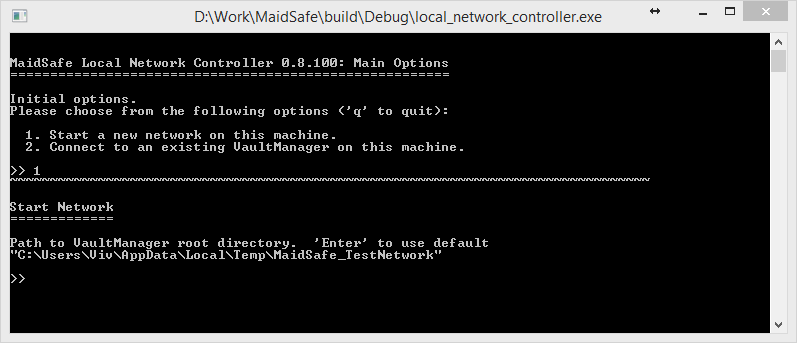 D:\Work\MaidSafe\build\Debug\local_network_controller.exe
MaidSafe Local Network Controller 0.8.100: Main Options
=======================================================
Initial options.
Please choose from the following options ('q' to quit):
1. Start a new network on this machine.
2. Connect to an existing VaultManager on this machine.
>> 1
~~~~~~~~~~~~~~~~~~~~~~~~~~~~~~~~~~~~~~~~~~~~~~~~~~~~~~~~~~~~~~~~~~~~~~~~~~~~~~~~
Start Network
=============
Path to VaultManager root directory.  'Enter' to use default
"C:\Users\Viv\AppData\Local\Temp\MaidSafe_TestNetwork"
>>